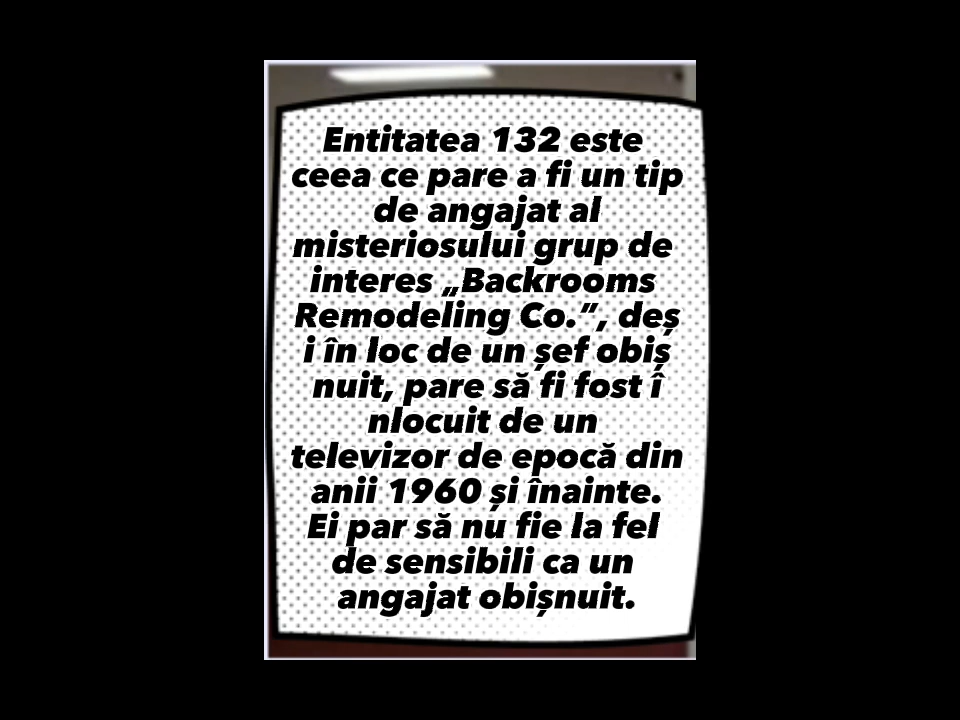 Entitatea 132 este
ceea ce pare a fi un tip
de angajat al
misteriosului grup de
interes „Backrooms
Remodeling Co.”, deș
i în loc de un șef obiș
nuit, pare să fi fost î
nlocuit de un
televizor de epocă din
anii 1960 și înainte.
Ei par să nu fie la fel
de sensibili ca un
angajat obișnuit.